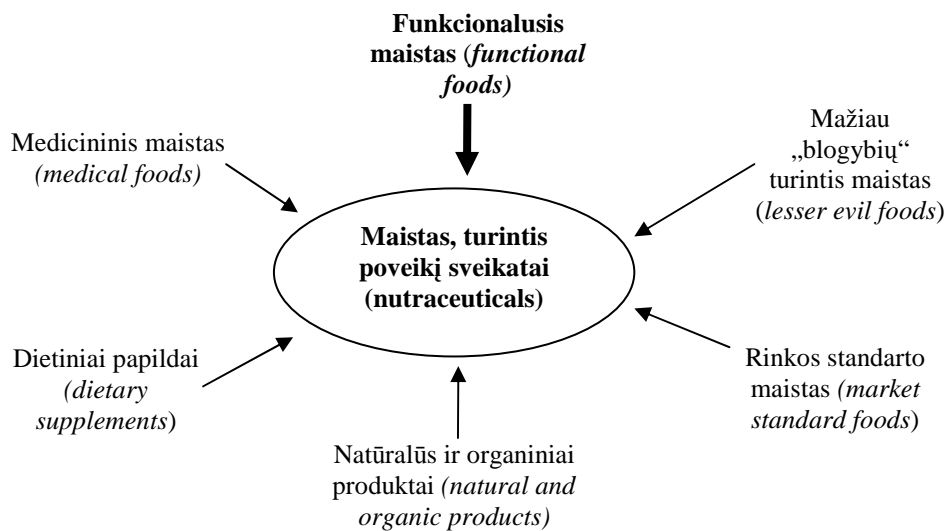 Funkcionalusis
maistas (functional
foods)
Medicininis maistas
(medical foods)
Mažiau
„blogybių“
turintis maistas
(lesser evil foods)
Maistas, turintis
poveikį sveikatai
(nutraceuticals)
Dietiniai papildai
(dietary
supplements)
Rinkos standarto
maistas (market
standard foods)
Natūralūs ir organiniai
produktai (natural and
organic products)